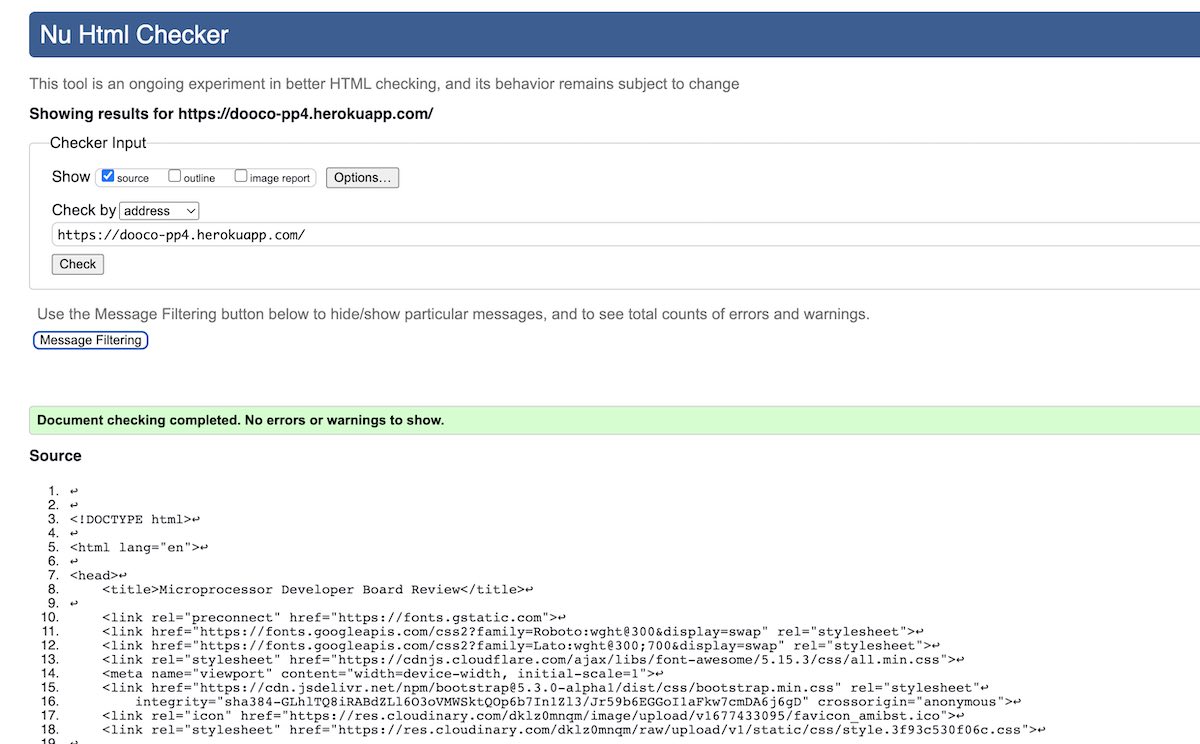 Nu Html Checker
This tool is an ongoing experiment in better HTML checking, and its behavior remains subject to change
Showing results for https://dooco-pp4.herokuapp.com/
Checker Input
Show source outline image report Options...
Check by address
https://dooco-pp4.herokuapp.com/
Check
Use the Message Filtering button below to hide/show particular messages, and to see total counts of errors and warnings.
Message Filtering
Document checking completed. No errors or warnings to show.
Source
1. ↩
2. ↩
3. <!DOCTYPE html>↩
4. ↩
5. <html lang="en">↩
6. ↩
7. <head>↩
8. <title>Microprocessor Developer Board Review</title>↩
9. ↩
10. <link rel="preconnect" href="https://fonts.gstatic.com">↩
11. <link href="https://fonts.googleapis.com/css2?family=Roboto:wght@300&display=swap" rel="stylesheet">↩
12. <link href="https://fonts.googleapis.com/css2?family=Lato:wght@300;700&display=swap" rel="stylesheet">↩
13. <link rel="stylesheet" href="https://cdnjs.cloudflare.com/ajax/libs/font-awesome/5.15.3/css/all.min.css">↩
14. <meta name="viewport" content="width=device-width, initial-scale=1">↩
15. <link href="https://cdn.jsdelivr.net/npm/bootstrap@5.3.0-alpha1/dist/css/bootstrap.min.css" rel="stylesheet"↩
16. integrity="sha384-GLhlTQ8iRABdZLl6O3oVMWSktQOp6b7In1Zl3/Jr59b6EGGoI1aFkw7cmDA6j6gD" crossorigin="anonymous">↩
17. <link rel="icon" href="https://res.cloudinary.com/dklz0mnqm/image/upload/v1677433095/favicon_amibst.ico">↩
18. <link rel="stylesheet" href="https://res.cloudinary.com/dklz0mnqm/raw/upload/v1/static/css/style.3f93c530f06c.css">↩
19. ↩